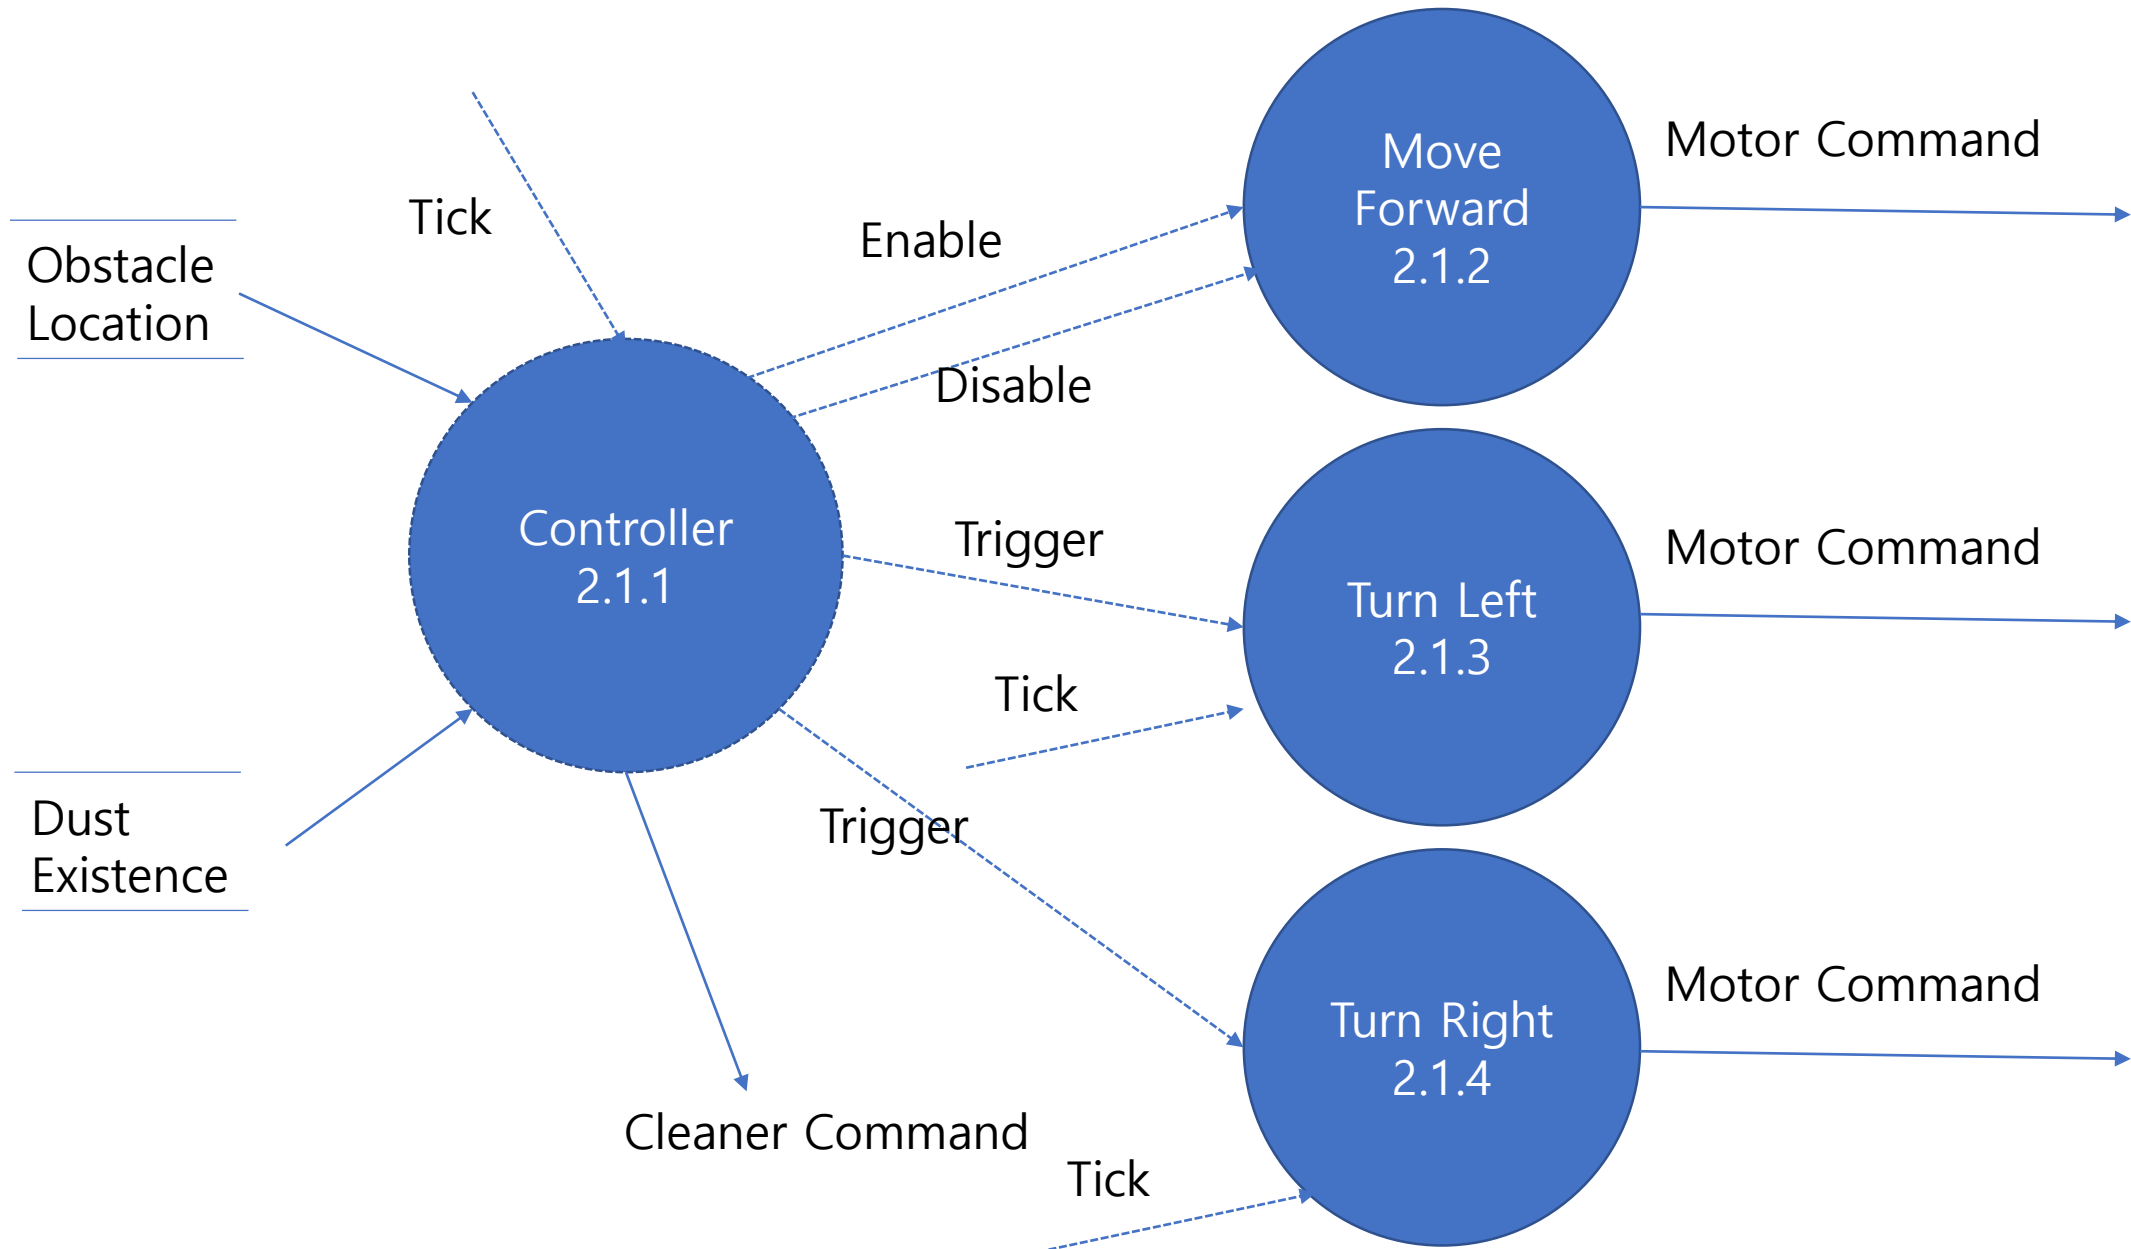 Move
Forward
2.1.2
Motor Command
Tick
Enable
Obstacle
Location
Disable
Controller
2.1.1
Trigger
Turn Left
2.1.3
Motor Command
Tick
Dust
Existence
Trigger
Turn Right
2.1.4
Motor Command
Cleaner Command
Tick